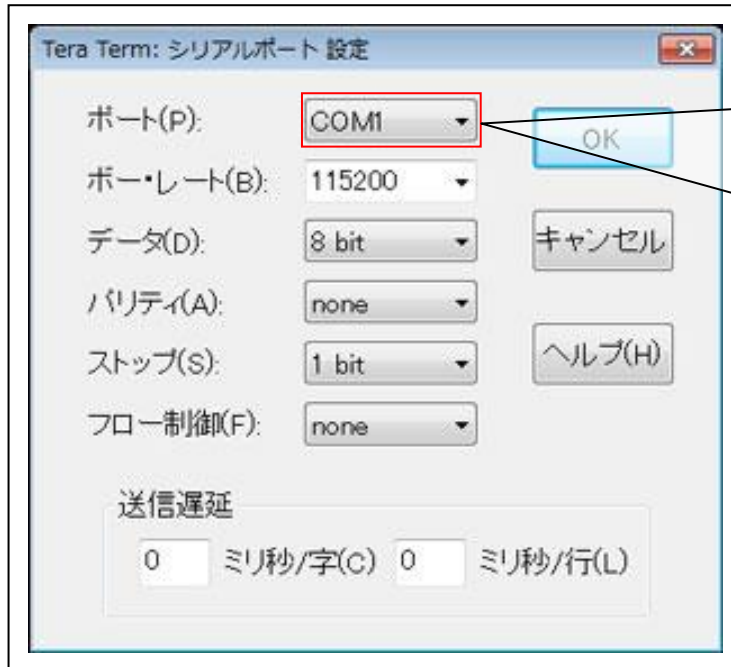 Tera Term: シリアルポート 設定
ポート(P): COM1 OK
ボー・レート(B): 115200
データ(D): 8 bit キャンセル
パリティ(A): none
ストップ(S): 1 bit ヘルプ(H)
フロー制御(F): none
送信遅延
0 ミリ秒/字(C) 0 ミリ秒/行(L)